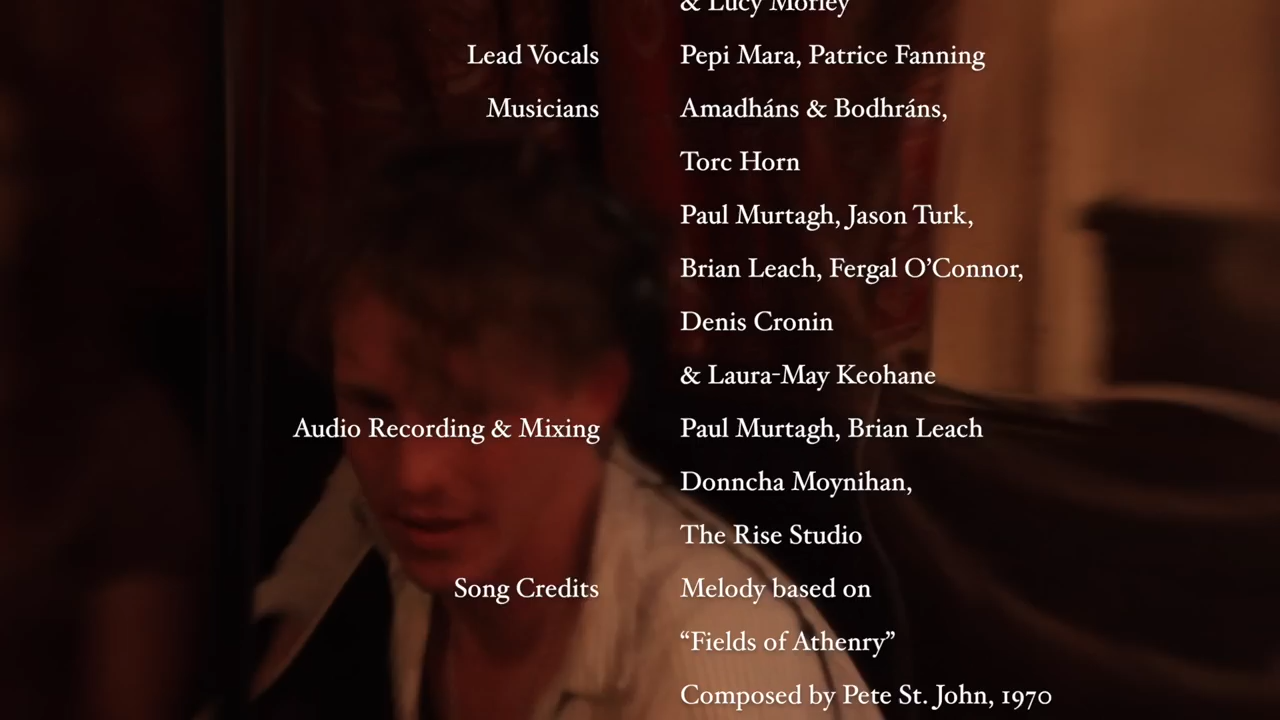 & Lucy Morley
Lead Vocals Pepi Mara, Patrice Fanning
Musicians Amadháns & Bodhráns,
Torc Horn
Paul Murtagh, Jason Turk,
Brian Leach, Fergal O’Connor,
Denis Cronin
& Laura-May Keohane
Audio Recording & Mixing Paul Murtagh, Brian Leach
Donncha Moynihan,
The Rise Studio
Song Credits Melody based on
“Fields of Athenry”
Composed by Pete St. John, 1970